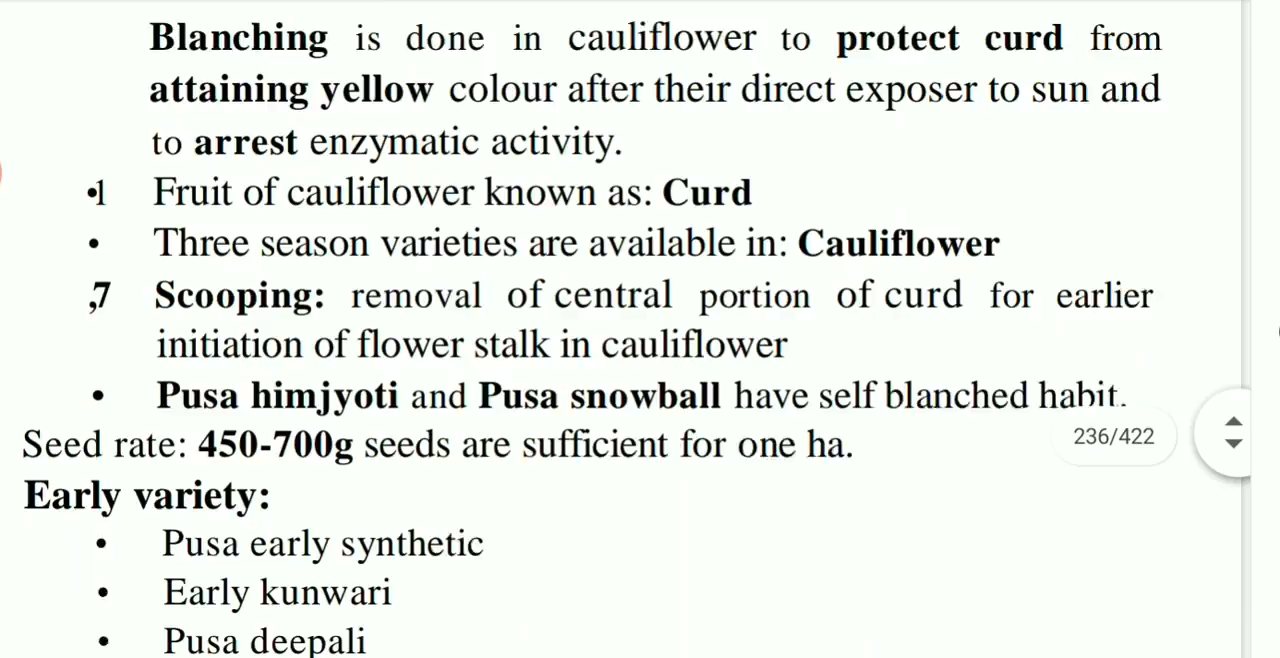 Blanching is done in cauliflower to protect curd from
attaining yellow colour after their direct exposer to sun and
to arrest enzymatic activity.
•1 Fruit of cauliflower known as: Curd
• Three season varieties are available in: Cauliflower
,7 Scooping: removal of central portion of curd for earlier
initiation of flower stalk in cauliflower
• Pusa himjyoti and Pusa snowball have self blanched habit.
236/422
Seed rate: 450-700g seeds are sufficient for one ha.
Early variety:
• Pusa early synthetic
• Early kunwari
• Pusa deepali